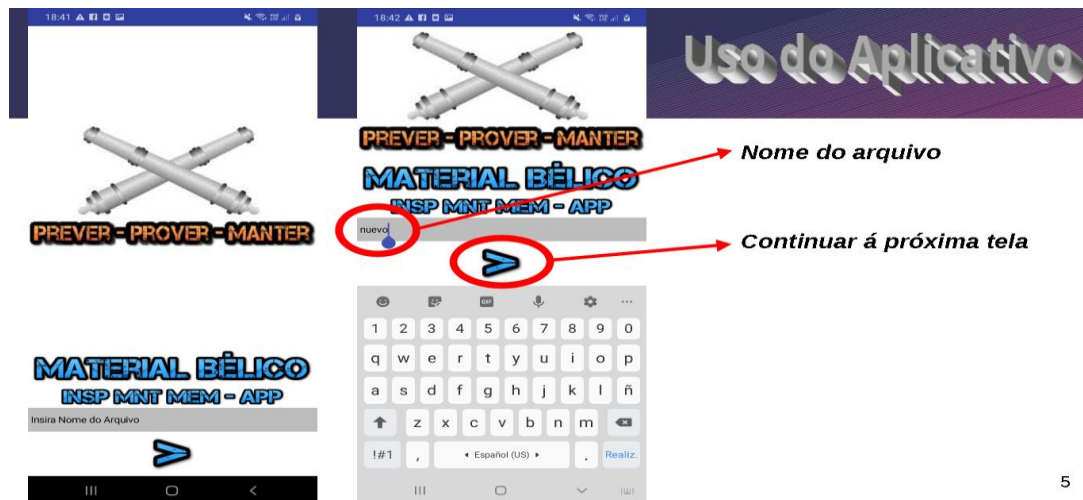 Uso do Aplicativo
18:41
PREVER - PROVER - MANTER
MATERIAL BÉLICO
INSP MNT MEM - APP
Insira Nome do Arquivo
>
18:42
PREVER - PROVER - MANTER
MATERIAL BÉLICO
INSP MNT MEM - APP
nuevo
>
GIF
1 2 3 4 5 6 7 8 9 0
q w e r t y u i o p
a s d f g h j k l ñ
z x c v b n m
!#1 , Español (US) . Realiz.
Nome do arquivo
Continuar á próxima tela
5